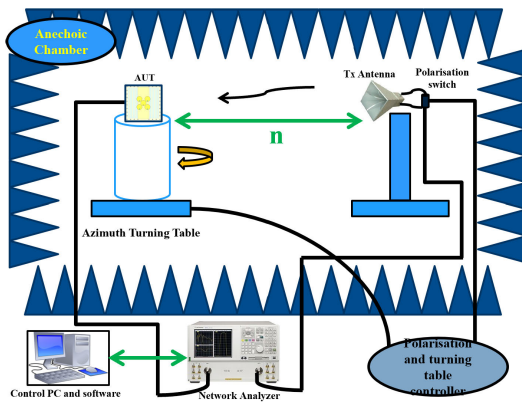 Anechoic
Chamber
AUT
Tx Antenna
Polarisation
switch
n
Azimuth Turning Table
Polarisation
and turning
table
controller
Control PC and software
Network Analyzer